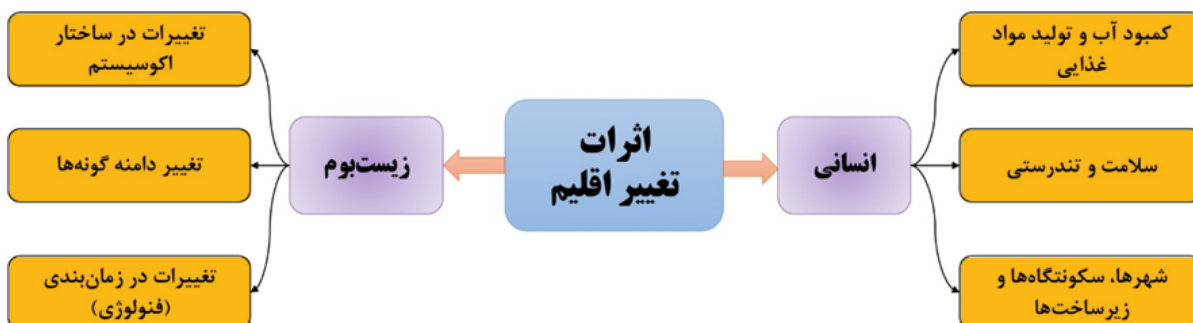 اثرات
تغییر اقلیم
انسانی
کمبود آب و تولید مواد
غذایی
سلامت و تندرستی
شهرها، سکونتگاه‌ها و
زیرساخت‌ها
زیست‌بوم
تغییرات در ساختار
اکوسیستم
تغییر دامنه گونه‌ها
تغییرات در زمان‌بندی
(فنولوژی)